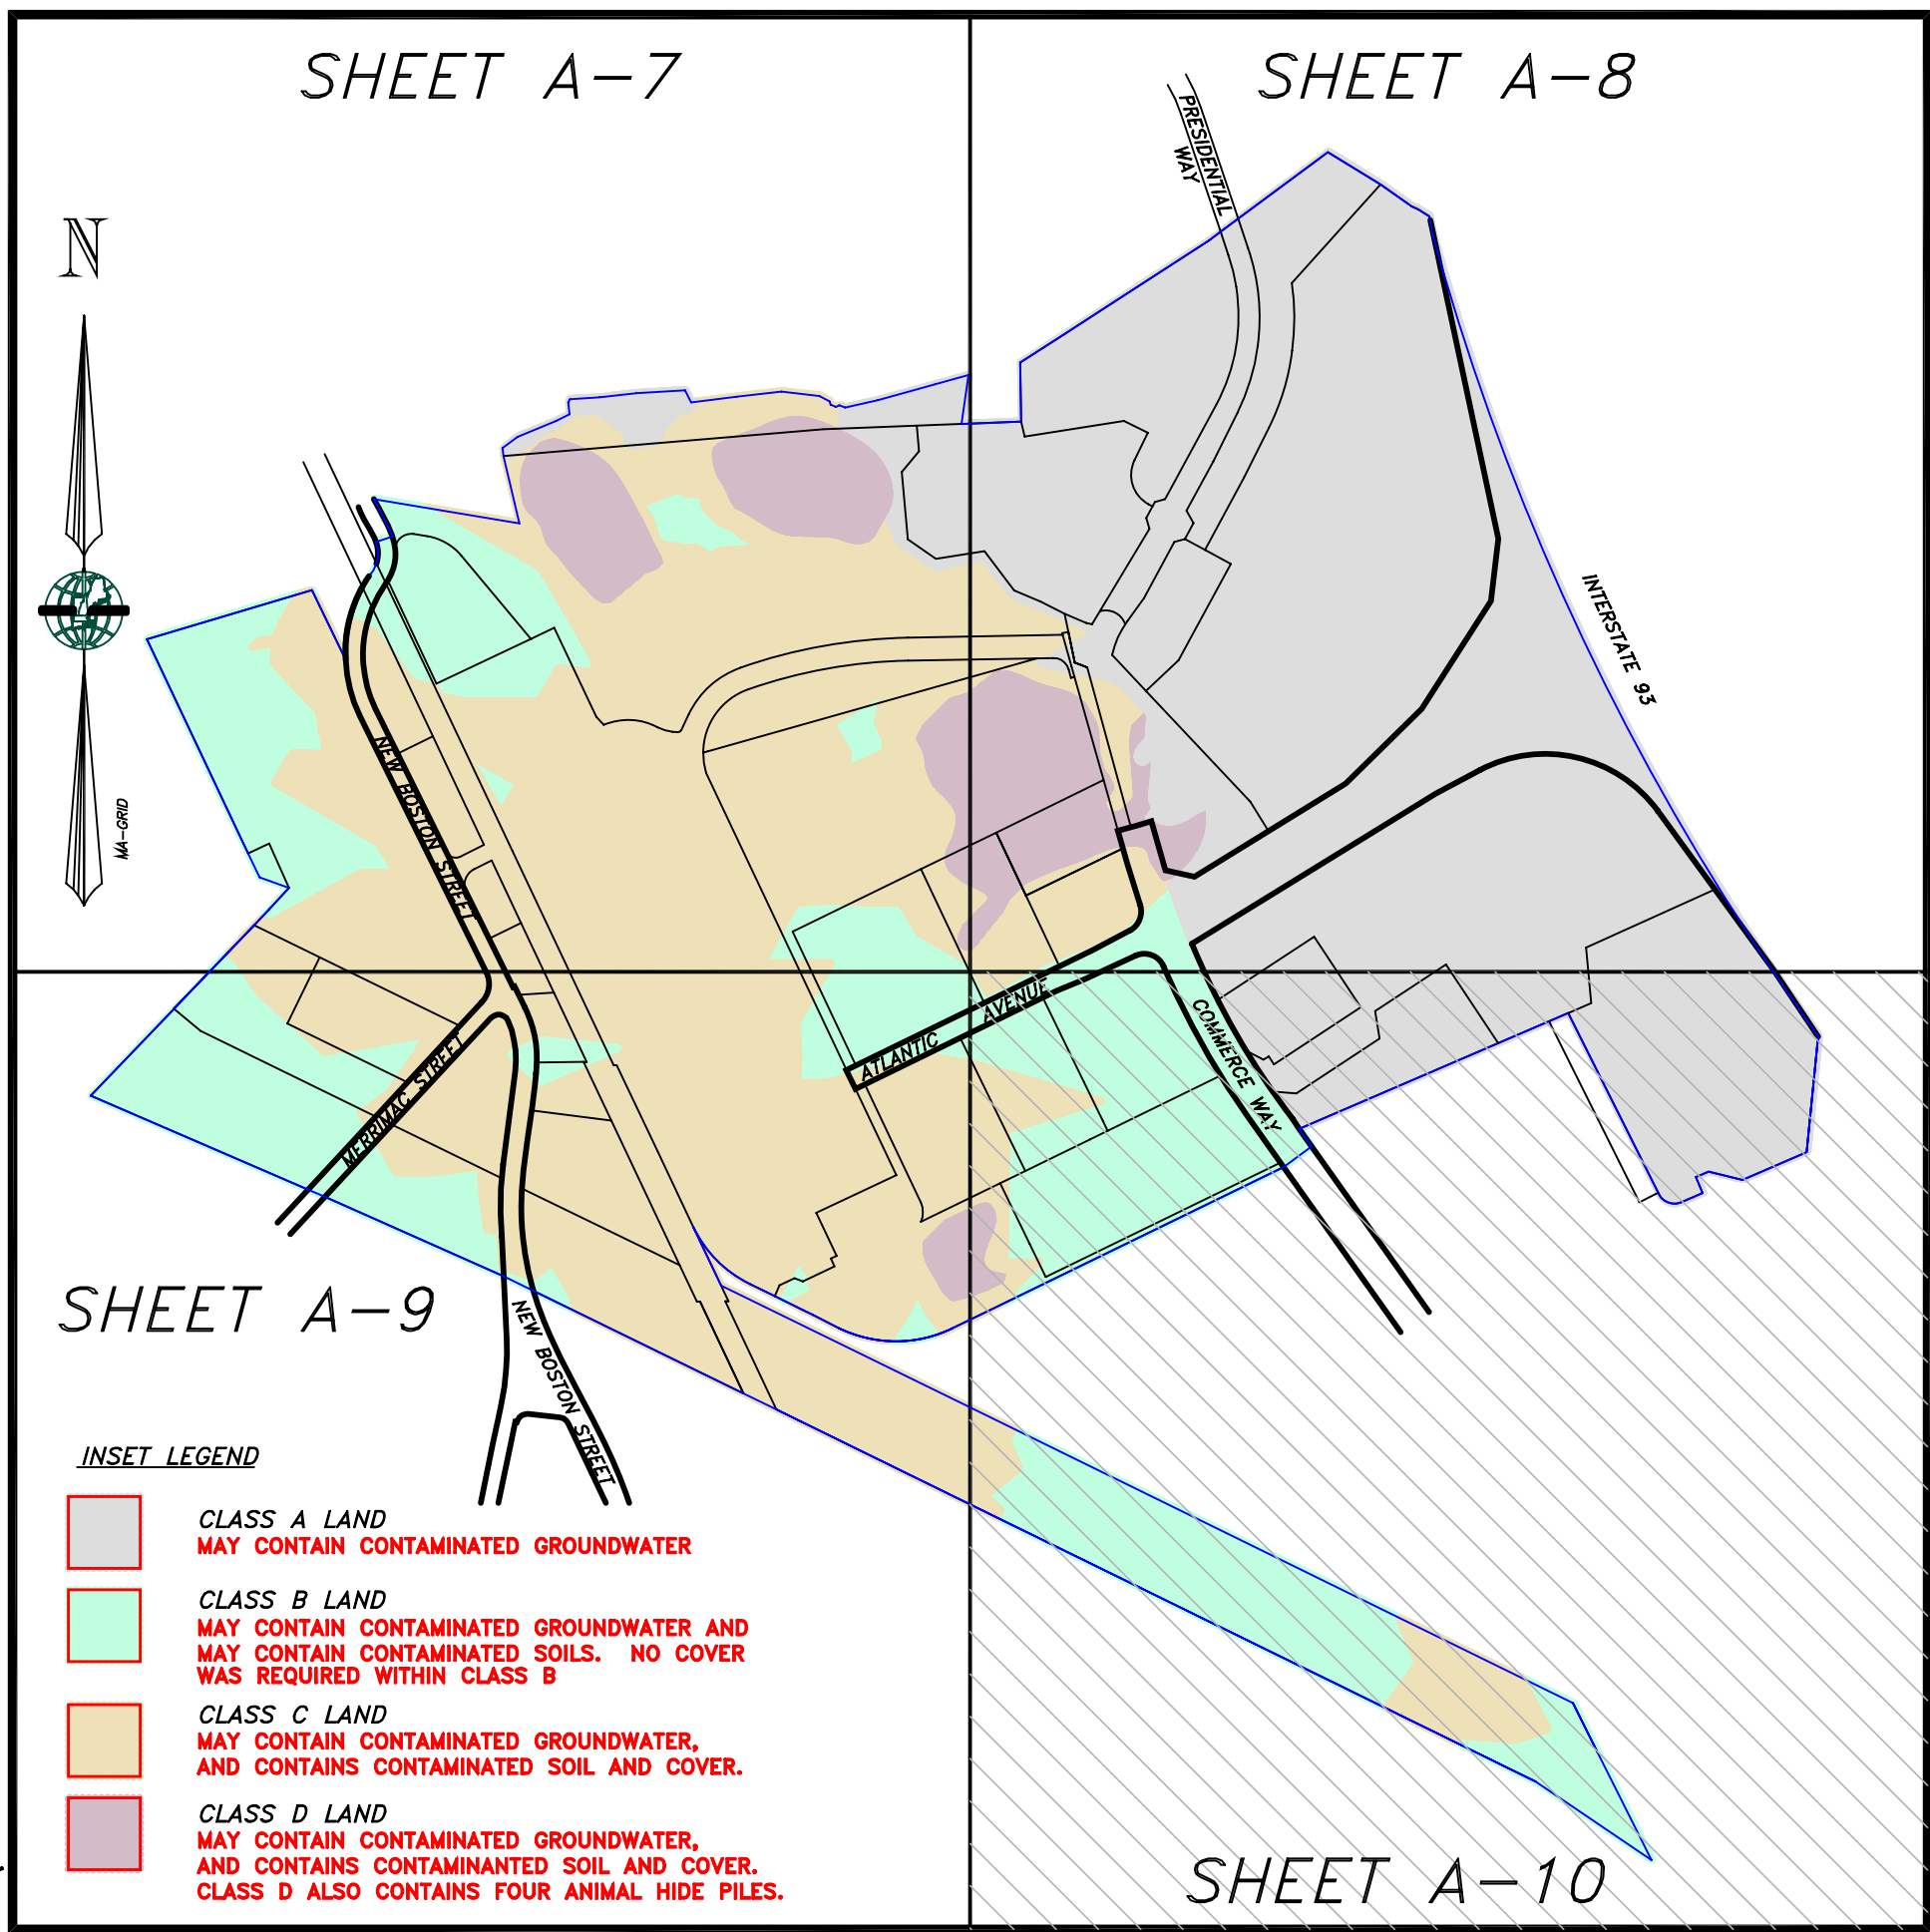 SHEET A-7
SHEET A-8
PRESIDENTIAL
WAY
N
INTERSTATE 93
MA-GRID
NEW BOSTON STREET
COMMERCE WAY
ATLANTIC AVENUE
MERRIMAC STREET
SHEET A-9
NEW BOSTON STREET
INSET LEGEND
CLASS A LAND
MAY CONTAIN CONTAMINATED GROUNDWATER
CLASS B LAND
MAY CONTAIN CONTAMINATED GROUNDWATER AND
MAY CONTAIN CONTAMINATED SOILS. NO COVER
WAS REQUIRED WITHIN CLASS B
CLASS C LAND
MAY CONTAIN CONTAMINATED GROUNDWATER,
AND CONTAINS CONTAMINATED SOIL AND COVER.
CLASS D LAND
MAY CONTAIN CONTAMINATED GROUNDWATER,
AND CONTAINS CONTAMINANTED SOIL AND COVER.
CLASS D ALSO CONTAINS FOUR ANIMAL HIDE PILES.
SHEET A-10